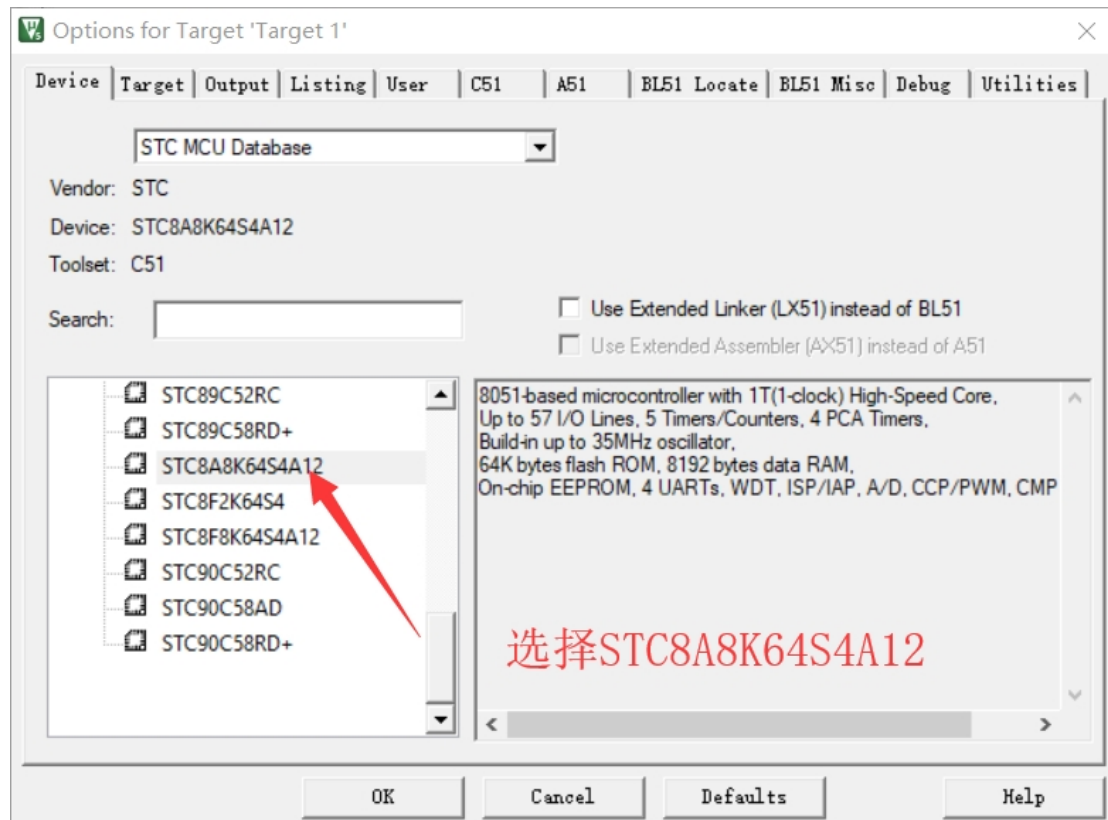 Options for Target 'Target 1'
Device Target Output Listing User C51 A51 BL51 Locate BL51 Misc Debug Utilities
STC MCU Database
Vendor: STC
Device: STC8A8K64S4A12
Toolset: C51
Search:
Use Extended Linker (LX51) instead of BL51
Use Extended Assembler (AX51) instead of A51
STC89C52RC
STC89C58RD+
STC8A8K64S4A12
STC8F2K64S4
STC8F8K64S4A12
STC90C52RC
STC90C58AD
STC90C58RD+
8051-based microcontroller with 1T(1-clock) High-Speed Core,
Up to 57 I/O Lines, 5 Timers/Counters, 4 PCA Timers,
Build-in up to 35MHz oscillator,
64K bytes flash ROM, 8192 bytes data RAM,
On-chip EEPROM, 4 UARTs, WDT, ISP/IAP, A/D, CCP/PWM, CMP
选择STC8A8K64S4A12
OK Cancel Defaults Help